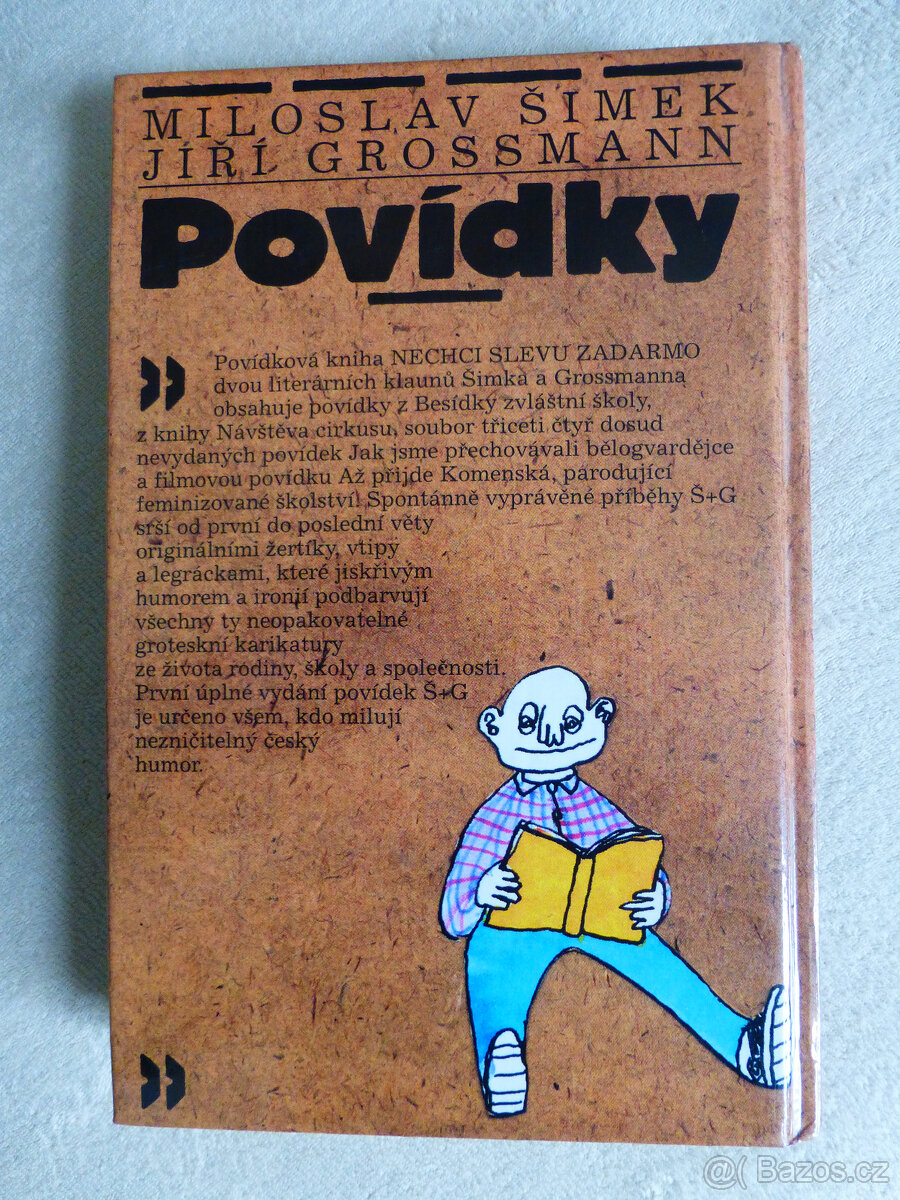 MILOSLAV ŠIMEK
JÍŘÍ GROSSMANN
Povídky
Povídková kniha NECHCI SLEVU ZADARMO
dvou literárních klaunů Šimka a Grossmanna
obsahuje povídky z Besídky zvláštní školy,
z knihy Návštěva cirkusu, soubor třiceti čtyř dosud
nevydaných povídek Jak jsme přechovávali bělogvardějce
a filmovou povídku Až přijde Komenská, parodující
feminizované školství! Spontánně vyprávěné příběhy Š+G
srší od první do poslední věty
originálními žertíky, vtipy
a legráckami, které jiskřivým
humorem a ironií podbarvují
všechny ty neopakovatelné
groteskní karikatury
ze života rodiny, školy a společnosti.
První úplné vydání povídek Š+G
je určeno všem, kdo milují
nezničitelný český
humor.
@ Bazos.cz